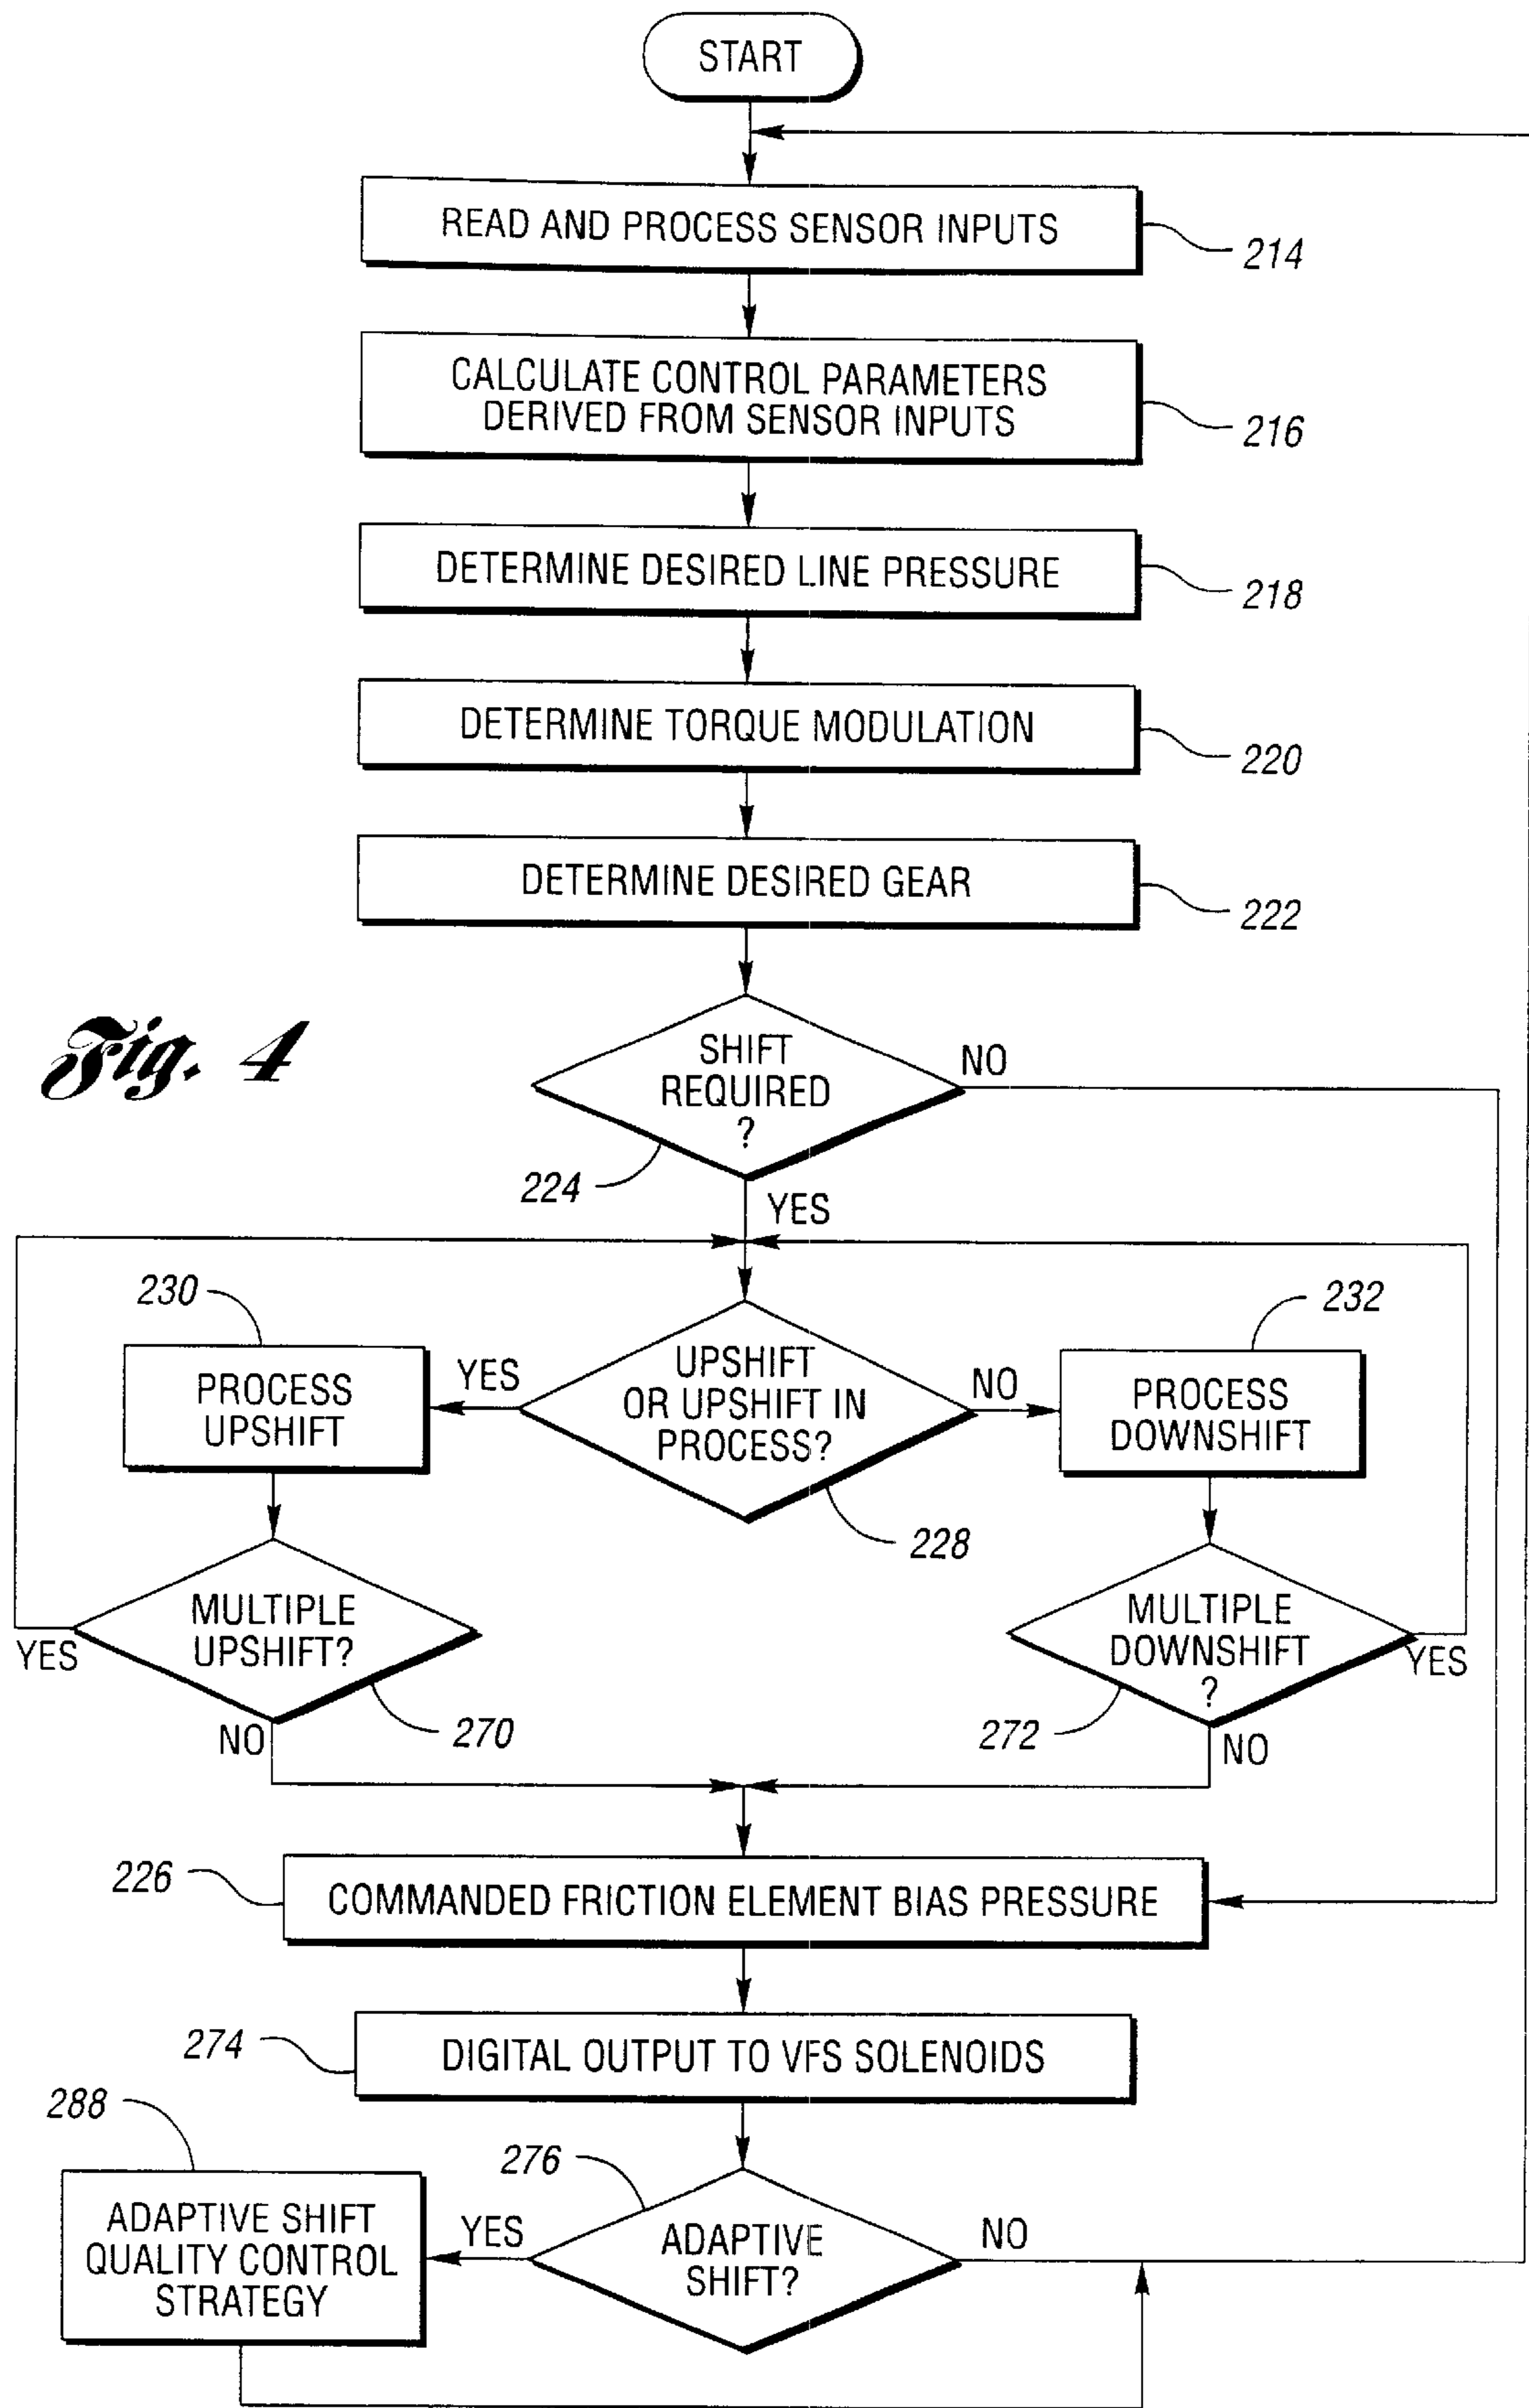 START
READ AND PROCESS SENSOR INPUTS
214
CALCULATE CONTROL PARAMETERS
DERIVED FROM SENSOR INPUTS
216
DETERMINE DESIRED LINE PRESSURE
218
DETERMINE TORQUE MODULATION
220
DETERMINE DESIRED GEAR
222
Fig. 4
SHIFT
REQUIRED
?
NO
224
YES
230
232
PROCESS
UPSHIFT
YES
UPSHIFT
OR UPSHIFT IN
PROCESS?
NO
PROCESS
DOWNSHIFT
228
MULTIPLE
UPSHIFT?
YES
270
NO
MULTIPLE
DOWNSHIFT
?
YES
272
NO
226
COMMANDED FRICTION ELEMENT BIAS PRESSURE
274
DIGITAL OUTPUT TO VFS SOLENOIDS
288
276
ADAPTIVE SHIFT
QUALITY CONTROL
STRATEGY
YES
ADAPTIVE
SHIFT?
NO